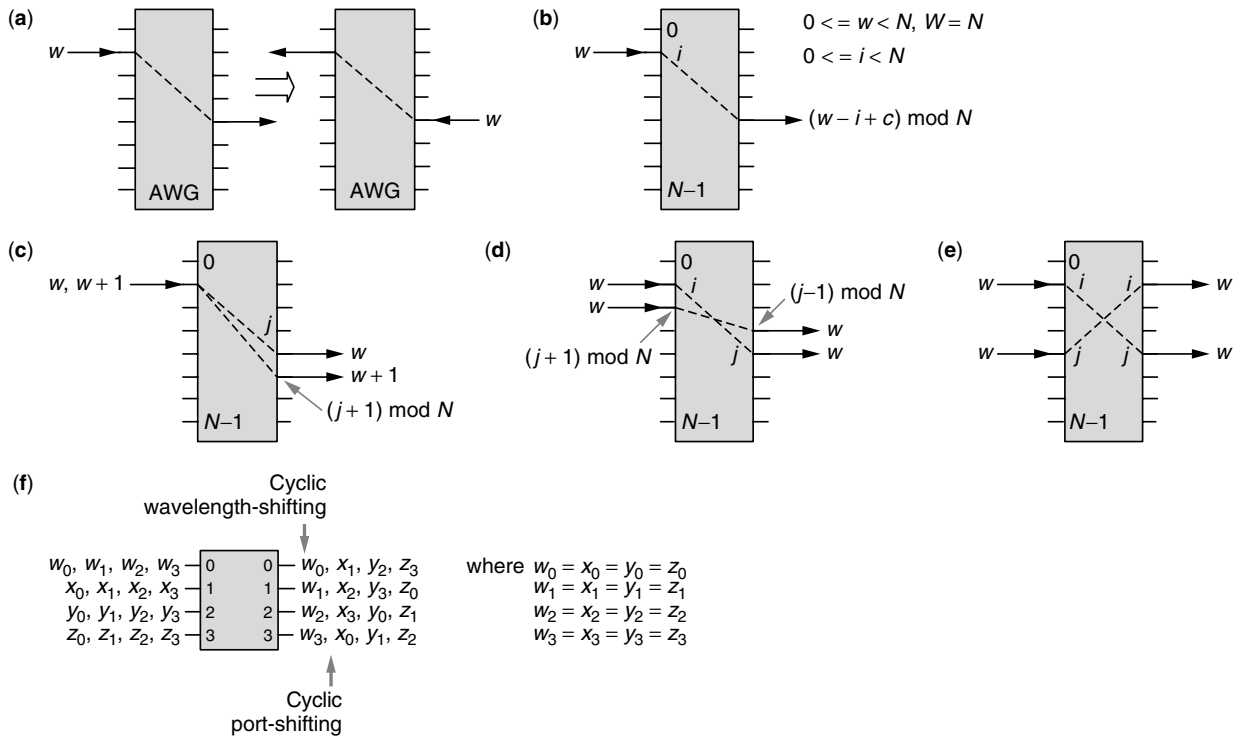 (a)
w
AWG
AWG
w
(b)
w
0
i
N–1
0 <= w < N, W = N
0 <= i < N
(w – i + c) mod N
(c)
w, w + 1
0
j
N–1
w
w + 1
(j + 1) mod N
(d)
w
w
0
i
j
N–1
(j–1) mod N
w
w
(j + 1) mod N
(e)
w
w
0
i
i
j
j
N–1
w
w
(f)
Cyclic
wavelength-shifting
w₀, w₁, w₂, w₃ 0 0 w₀, x₁, y₂, z₃
x₀, x₁, x₂, x₃ 1 1 w₁, x₂, y₃, z₀
y₀, y₁, y₂, y₃ 2 2 w₂, x₃, y₀, z₁
z₀, z₁, z₂, z₃ 3 3 w₃, x₀, y₁, z₂
Cyclic
port-shifting
where w₀ = x₀ = y₀ = z₀
w₁ = x₁ = y₁ = z₁
w₂ = x₂ = y₂ = z₂
w₃ = x₃ = y₃ = z₃